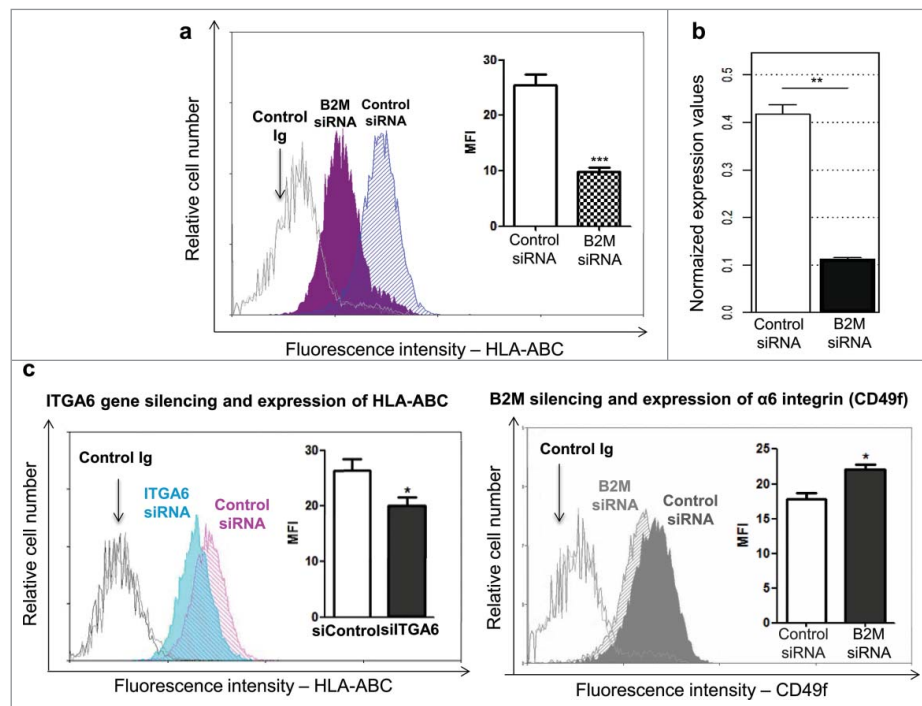 a
Relative cell number
Control
Ig
B2M
siRNA
Control
siRNA
Fluorescence intensity – HLA-ABC
MFI
30
20
10
0
***
Control
siRNA
B2M
siRNA
b
Normaized expression values
0.5
0.4
0.3
0.2
0.1
0.0
**
Control
siRNA
B2M
siRNA
c
ITGA6 gene silencing and expression of HLA-ABC
Relative cell number
Control Ig
ITGA6
siRNA
Control
siRNA
Fluorescence intensity – HLA-ABC
MFI
30
20
10
0
*
siControl
siITGA6
B2M silencing and expression of α6 integrin (CD49f)
Relative cell number
Control Ig
B2M
siRNA
Control
siRNA
Fluorescence intensity – CD49f
MFI
25
20
15
10
5
0
*
Control
siRNA
B2M
siRNA